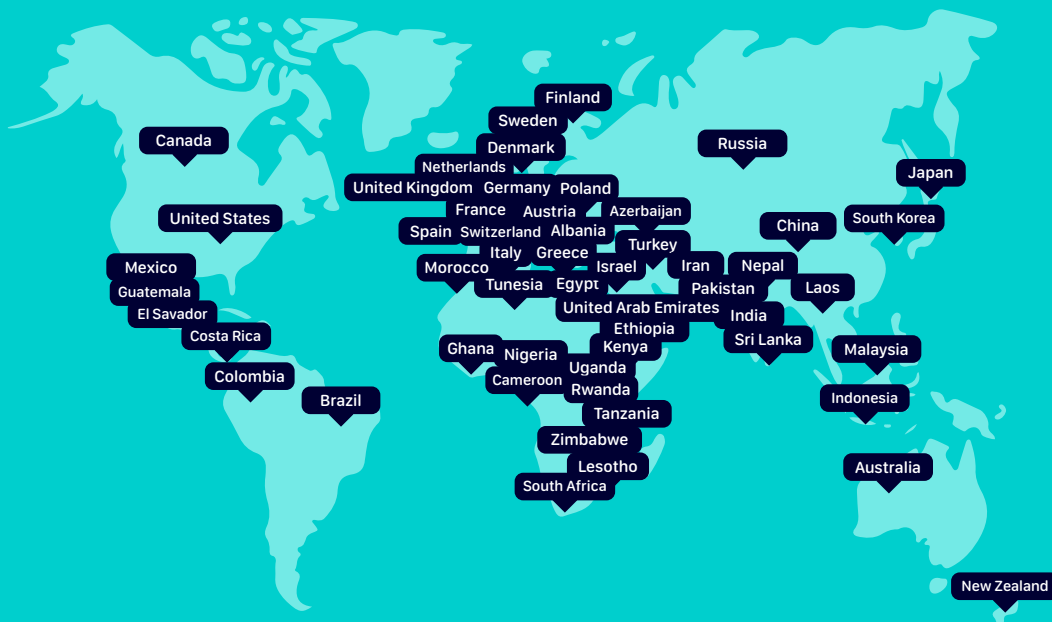 Finland
Sweden
Canada
Denmark
Russia
Netherlands
Japan
United Kingdom
Germany
Poland
France
Austria
Azerbaijan
United States
South Korea
China
Spain
Switzerland
Albania
Turkey
Italy
Greece
Mexico
Morocco
Israel
Iran
Nepal
Tunesia
Egypt
Pakistan
Laos
Guatemala
United Arab Emirates
El Savador
India
Ethiopia
Costa Rica
Sri Lanka
Ghana
Nigeria
Kenya
Malaysia
Uganda
Colombia
Cameroon
Rwanda
Brazil
Indonesia
Tanzania
Zimbabwe
Lesotho
Australia
South Africa
New Zealand